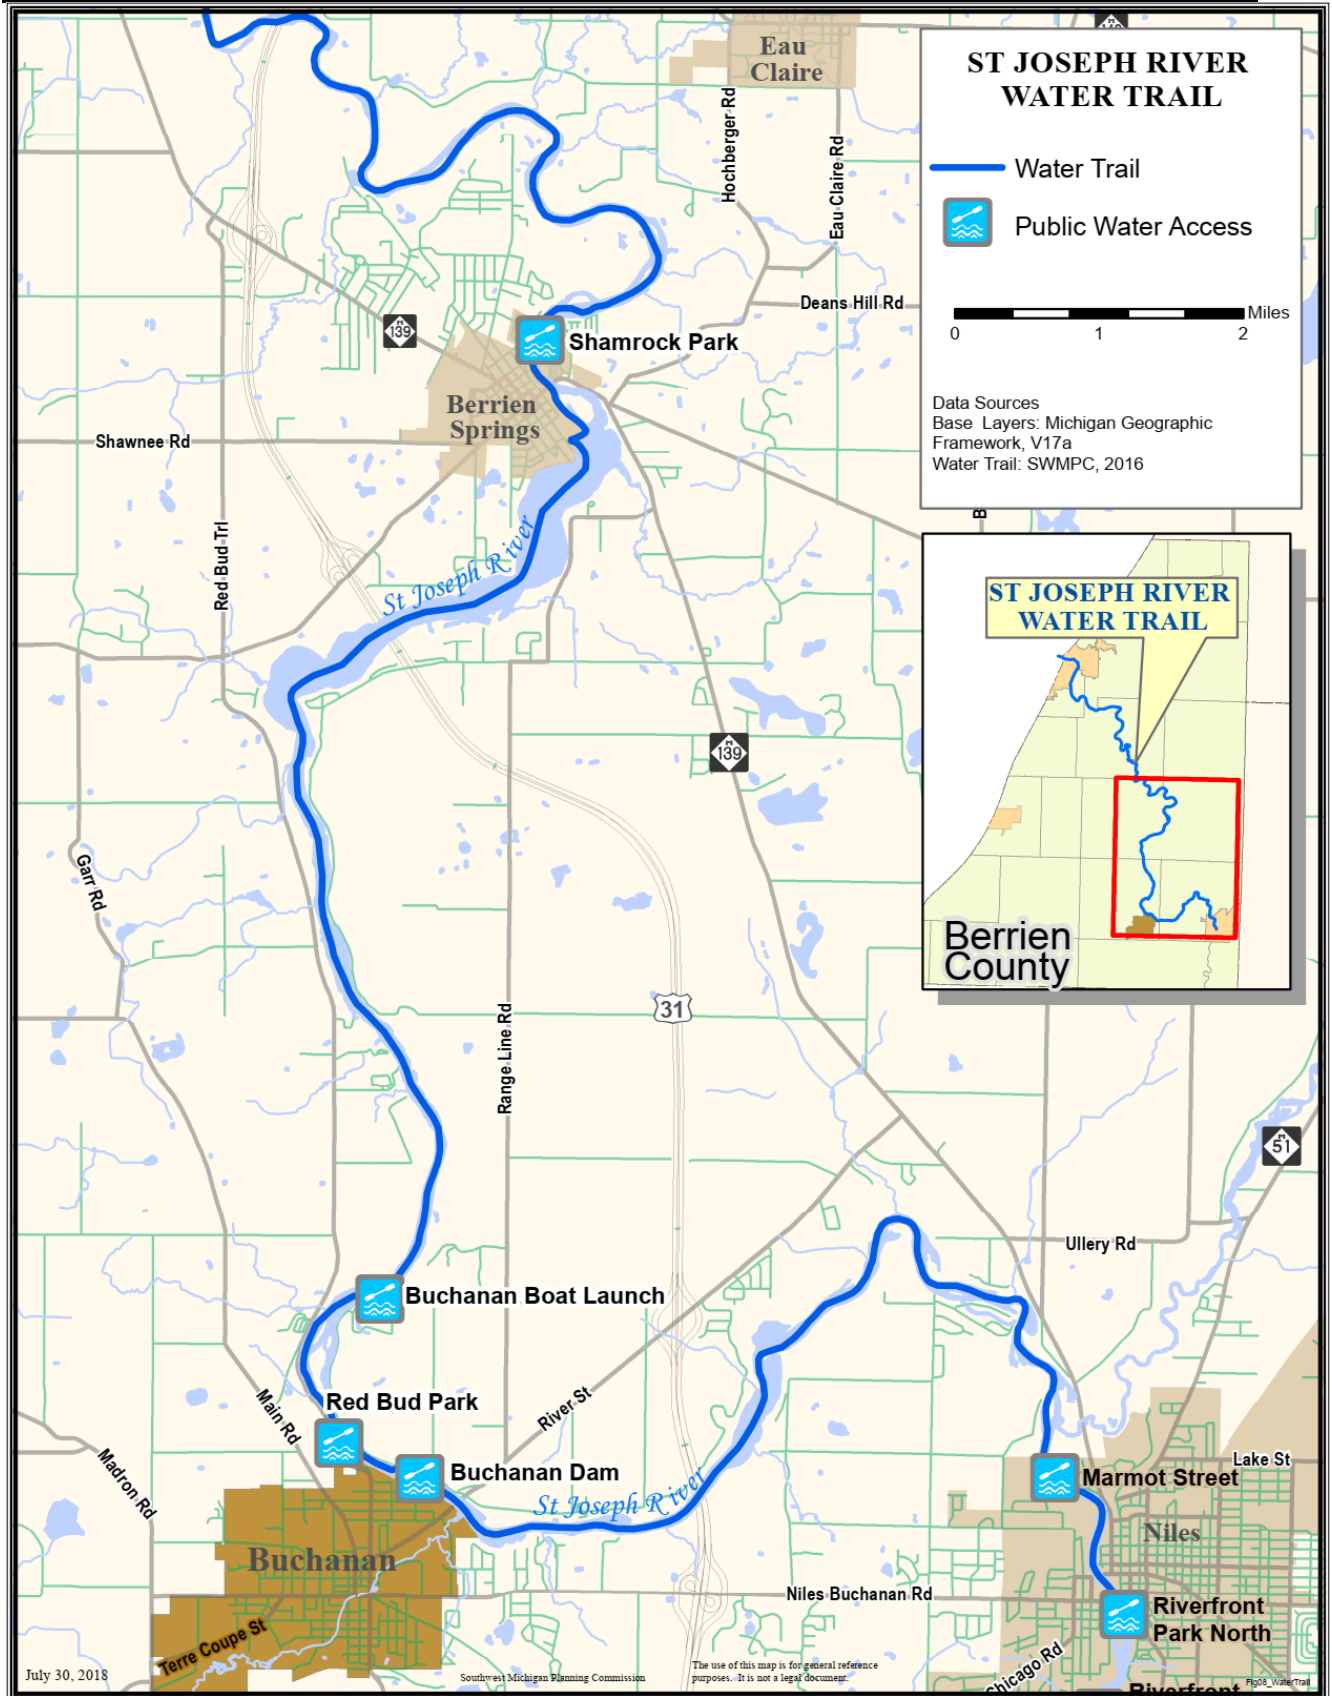 ST JOSEPH RIVER
WATER TRAIL
Water Trail
Public Water Access
0
1
2
Miles
Data Sources
Base Layers: Michigan Geographic
Framework, V17a
Water Trail: SWMPC, 2016
Eau
Claire
Hochberger Rd
Eau Claire Rd
Deans Hill Rd
M
139
Shamrock Park
Berrien
Springs
Shawnee Rd
Red Bud Trl
St Joseph River
B
ST JOSEPH RIVER
WATER TRAIL
Berrien
County
M
139
Garr Rd
Range Line Rd
31
M
51
Ullery Rd
Buchanan Boat Launch
Red Bud Park
Main Rd
Madron Rd
River St
Buchanan Dam
St Joseph River
Lake St
Marmot Street
Niles
Buchanan
Niles Buchanan Rd
Riverfront
Park North
Terre Coupe St
Chicago Rd
July 30, 2018
Southwest Michigan Planning Commission
The use of this map is for general reference
purposes. It is not a legal document.
Fig08_WaterTrail
Riverfront